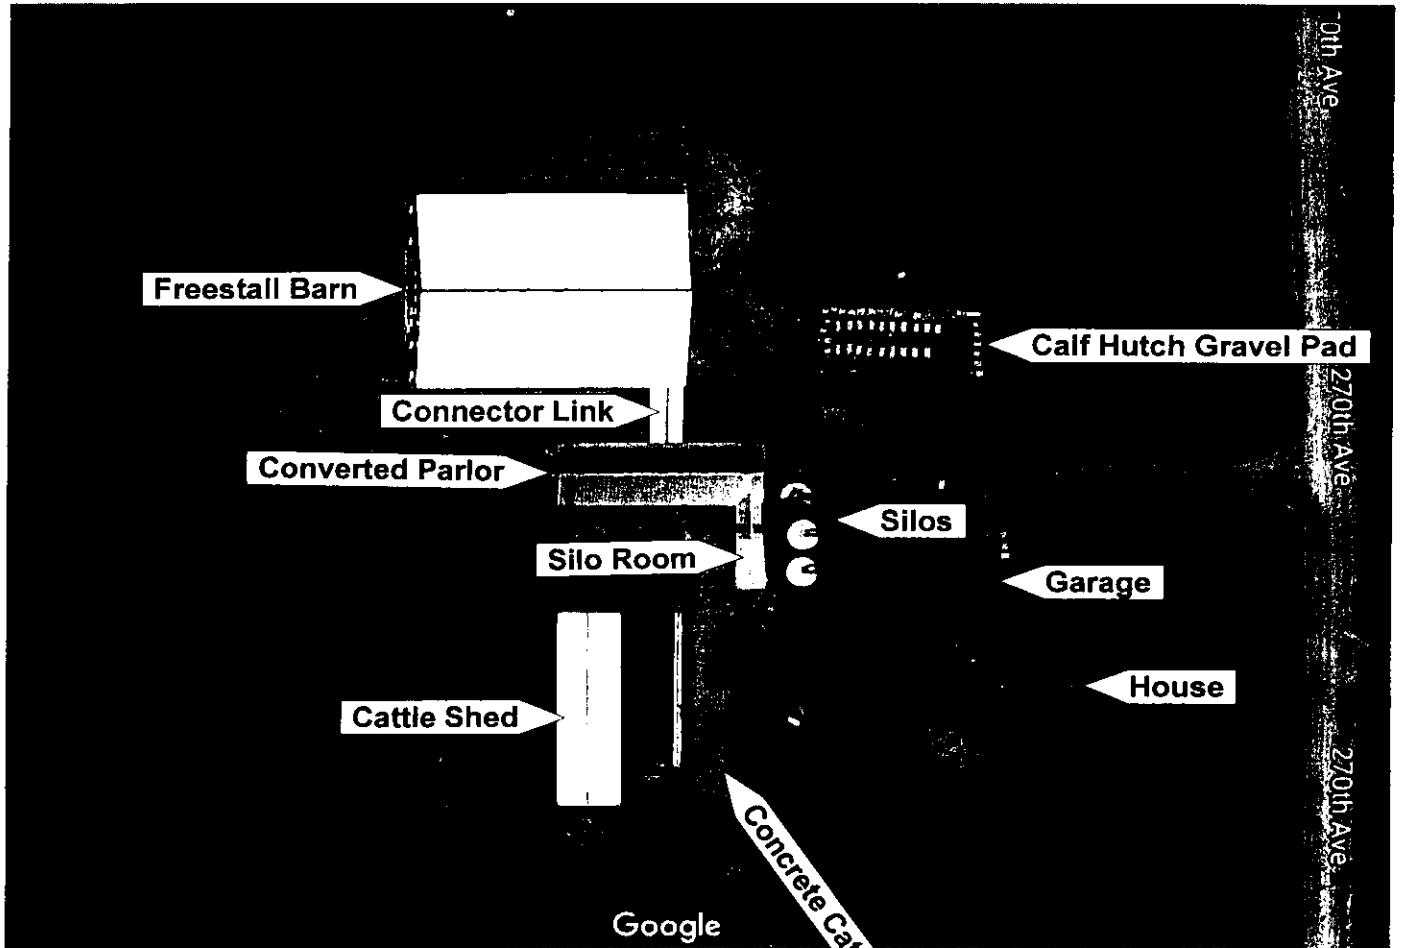 0th Ave
Freestall Barn
Calf Hutch Gravel Pad
270th Ave
Connector Link
Converted Parlor
Silos
Silo Room
Garage
House
Cattle Shed
270th Ave
Concrete Cat
Google